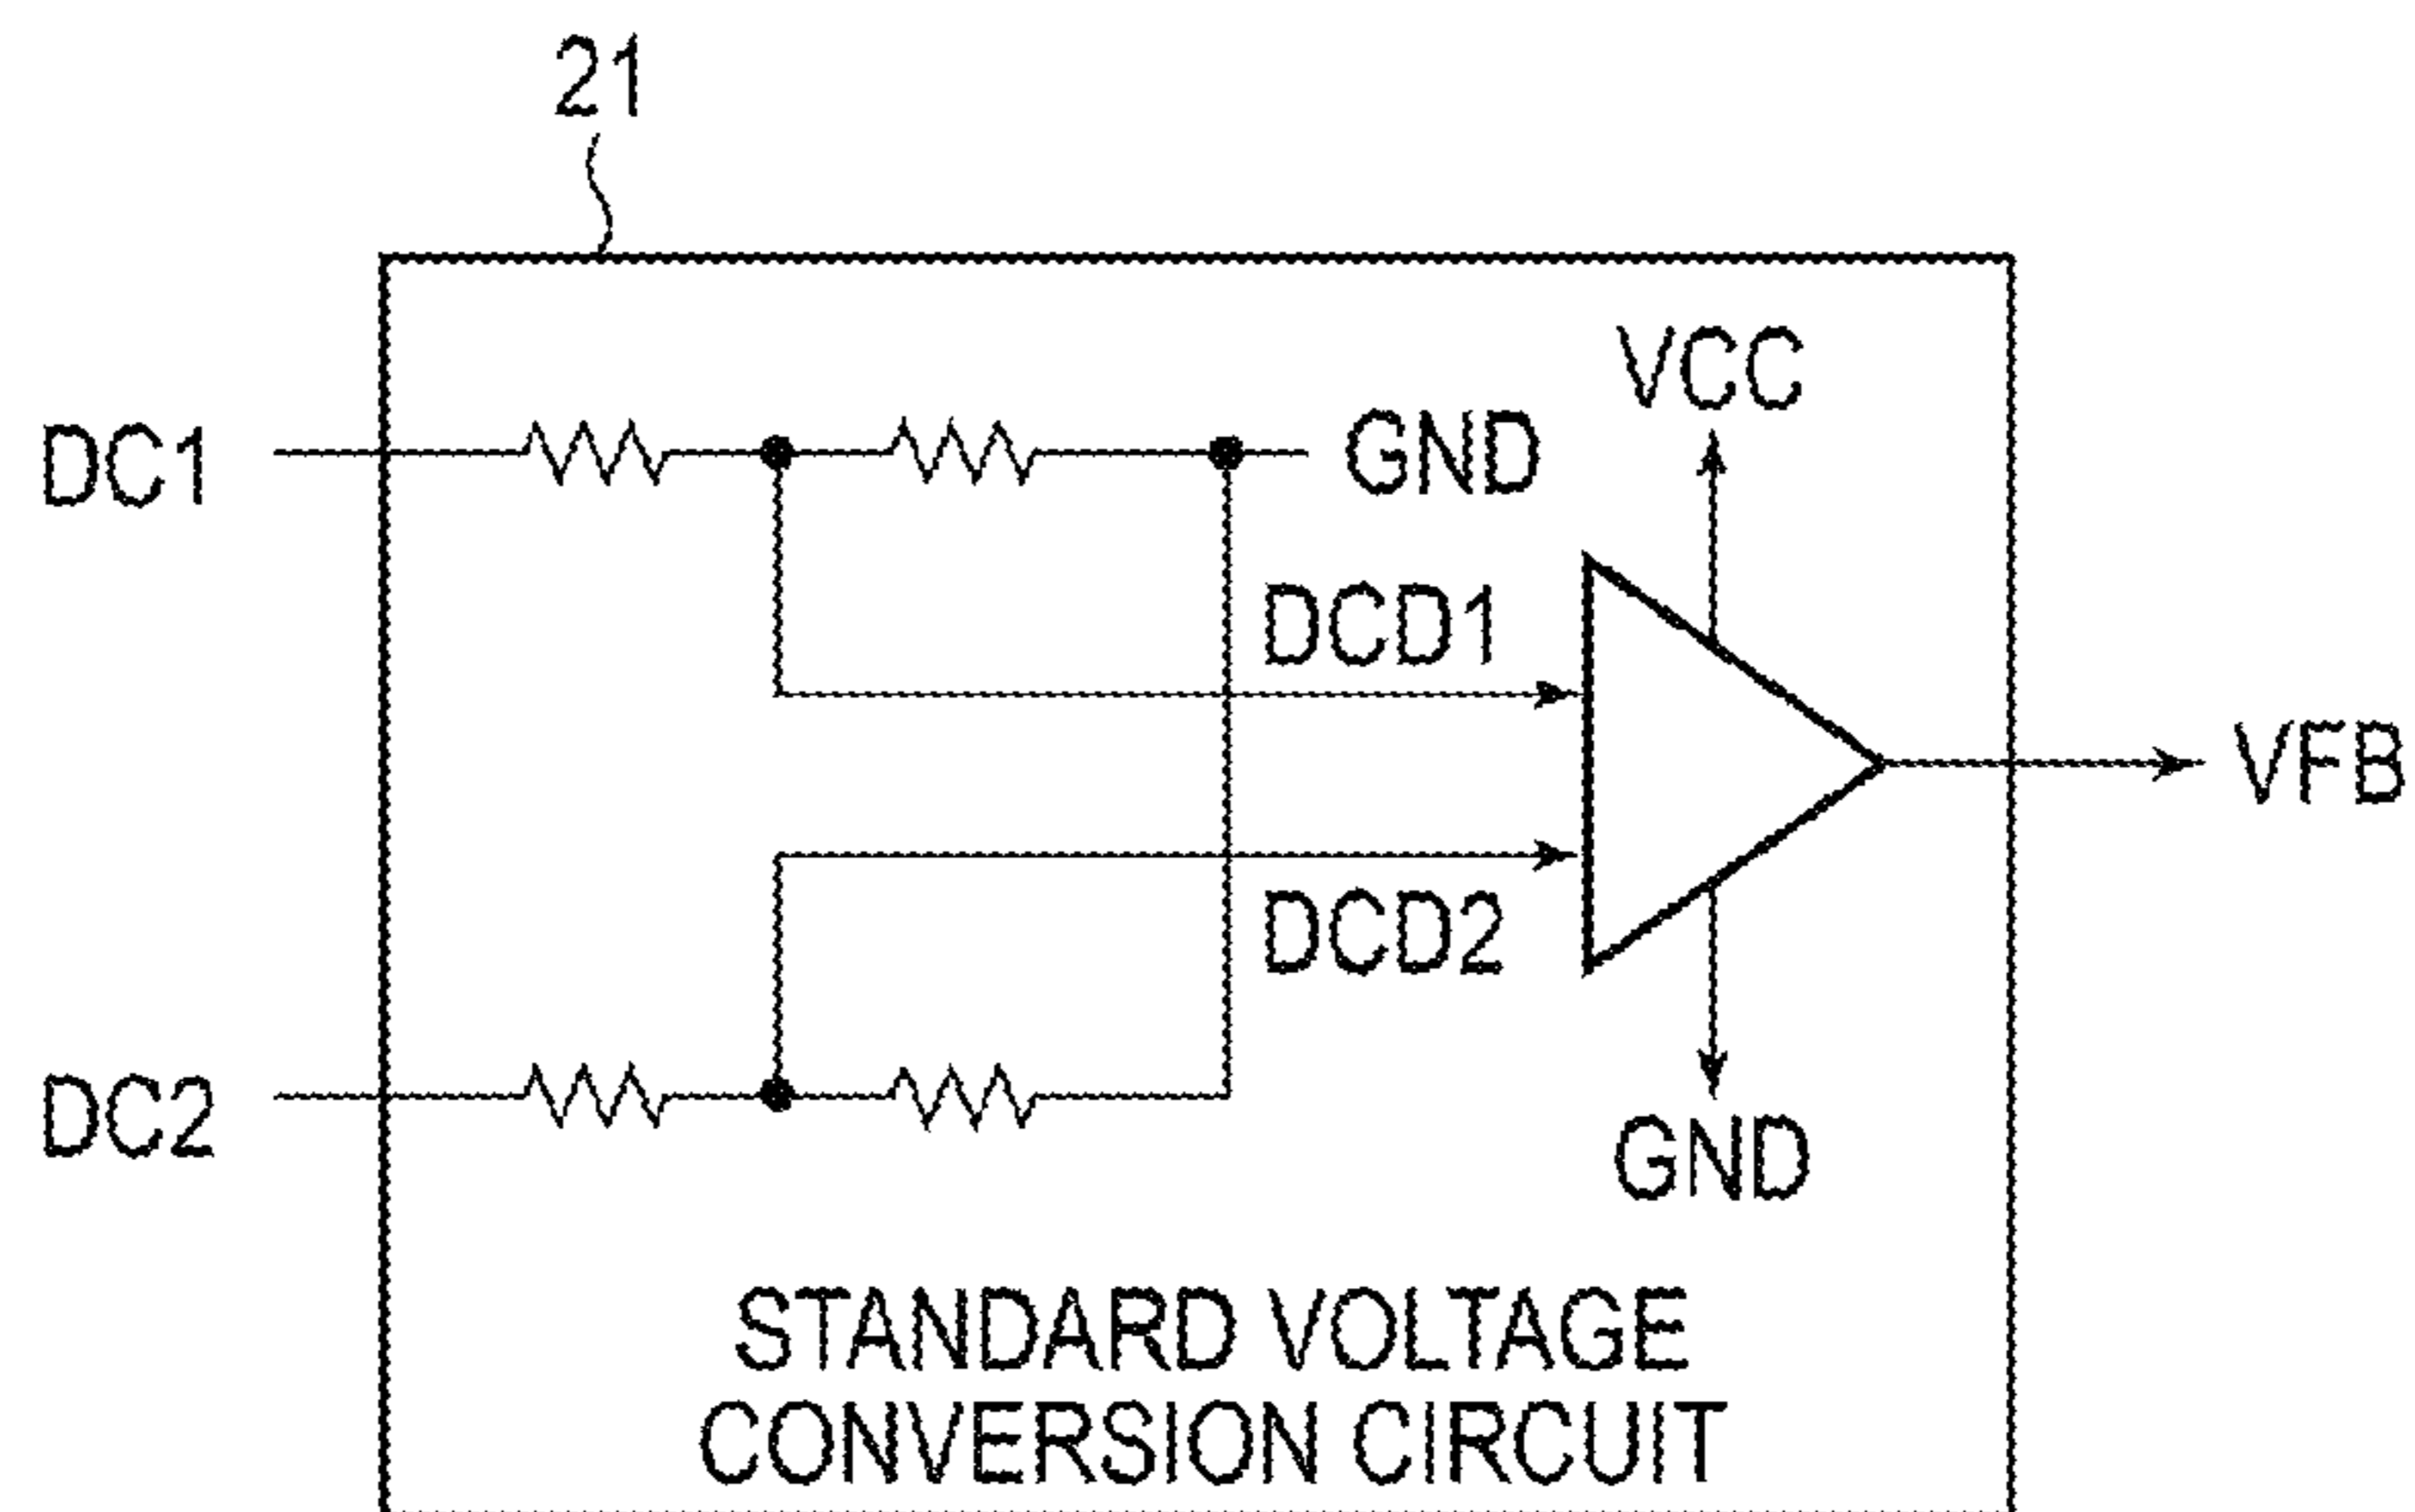 21
VCC
DC1
GND
DCD1
VFB
DCD2
DC2
GND
STANDARD VOLTAGE
CONVERSION CIRCUIT